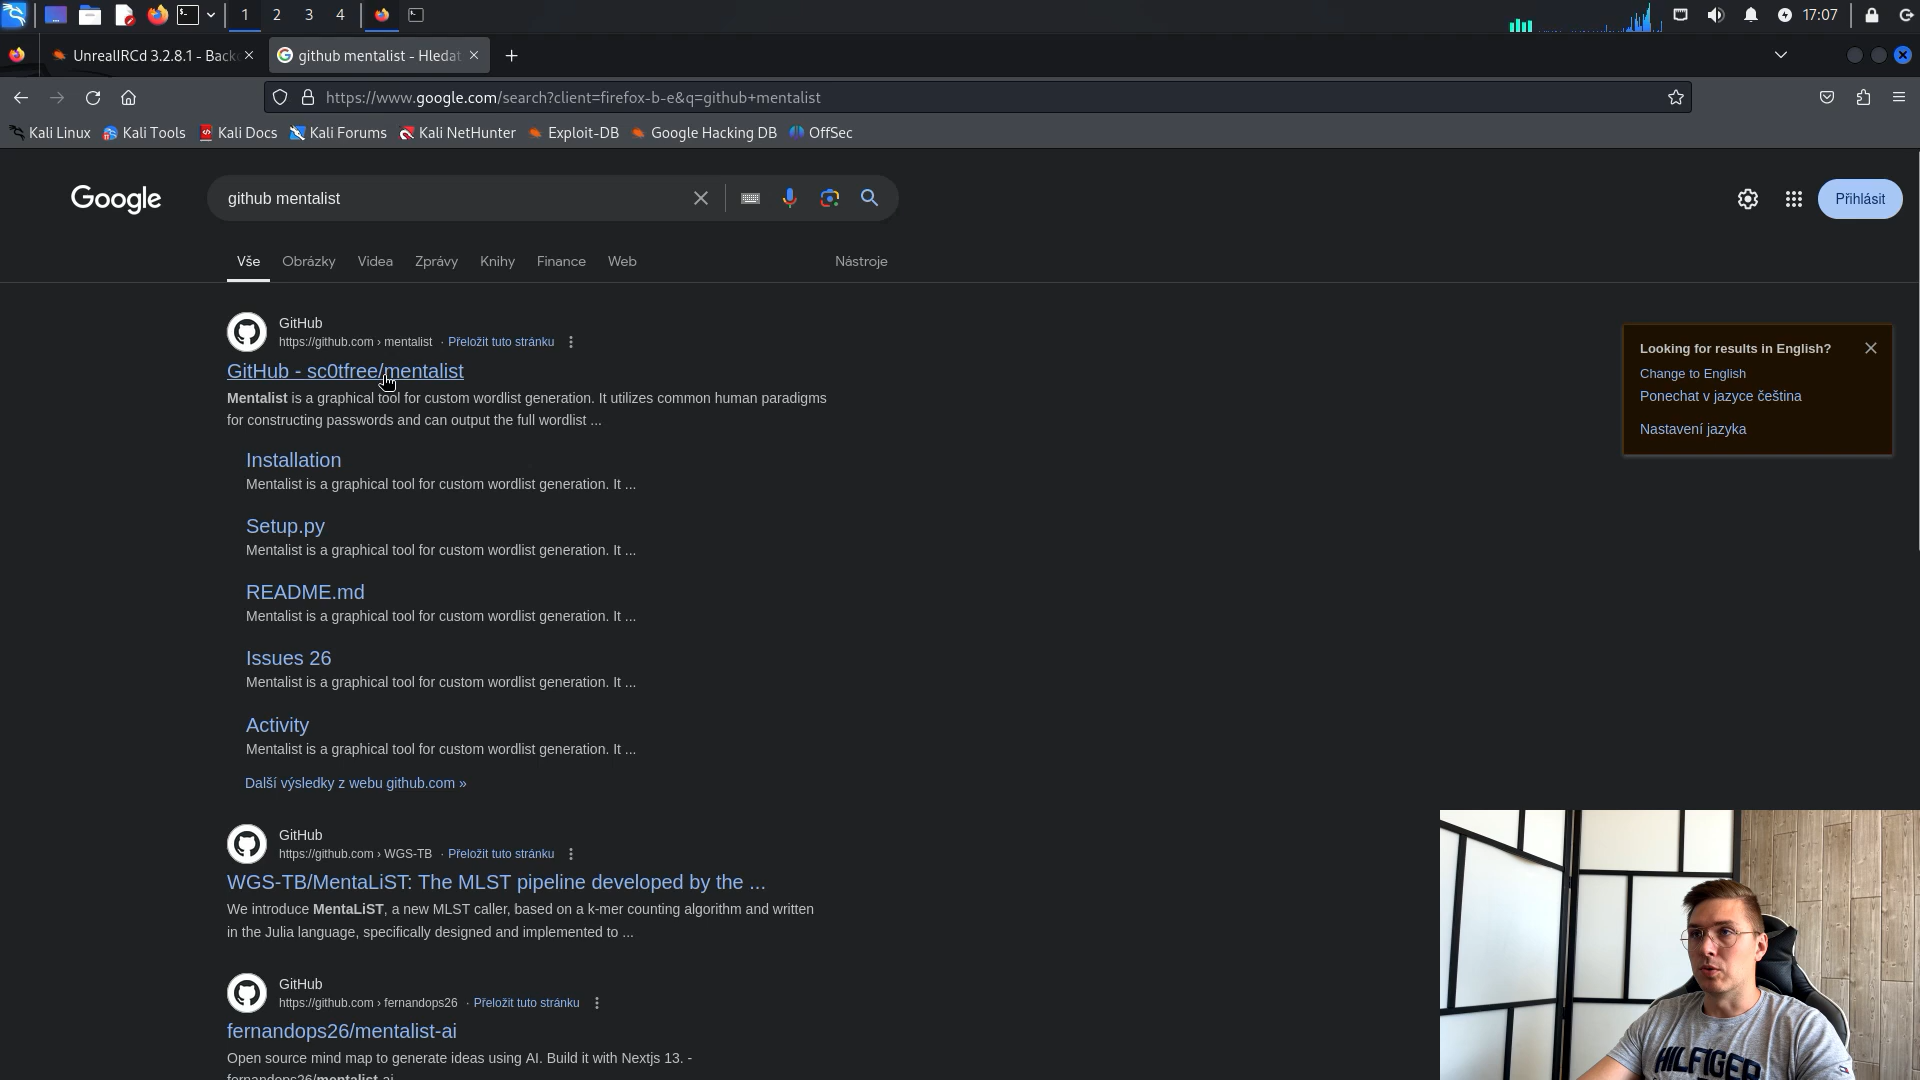 1 2 3 4
17:07
UnrealIRCd 3.2.8.1 - Back
github mentalist - Hledat
https://www.google.com/search?client=firefox-b-e&q=github+mentalist
Kali Linux Kali Tools Kali Docs Kali Forums Kali NetHunter Exploit-DB Google Hacking DB OffSec
Google
github mentalist
Přihlásit
Vše Obrázky Videa Zprávy Knihy Finance Web Nástroje
GitHub
https://github.com › mentalist · Přeložit tuto stránku
GitHub - sc0tfree/mentalist
Mentalist is a graphical tool for custom wordlist generation. It utilizes common human paradigms
for constructing passwords and can output the full wordlist ...
Looking for results in English?
Change to English
Ponechat v jazyce čeština
Nastavení jazyka
Installation
Mentalist is a graphical tool for custom wordlist generation. It ...
Setup.py
Mentalist is a graphical tool for custom wordlist generation. It ...
README.md
Mentalist is a graphical tool for custom wordlist generation. It ...
Issues 26
Mentalist is a graphical tool for custom wordlist generation. It ...
Activity
Mentalist is a graphical tool for custom wordlist generation. It ...
Další výsledky z webu github.com »
GitHub
https://github.com › WGS-TB · Přeložit tuto stránku
WGS-TB/MentaLiST: The MLST pipeline developed by the ...
We introduce MentaLiST, a new MLST caller, based on a k-mer counting algorithm and written
in the Julia language, specifically designed and implemented to ...
GitHub
https://github.com › fernandops26 · Přeložit tuto stránku
fernandops26/mentalist-ai
Open source mind map to generate ideas using AI. Build it with Nextjs 13. -
fernandops26/mentalist-ai
HILFIGER